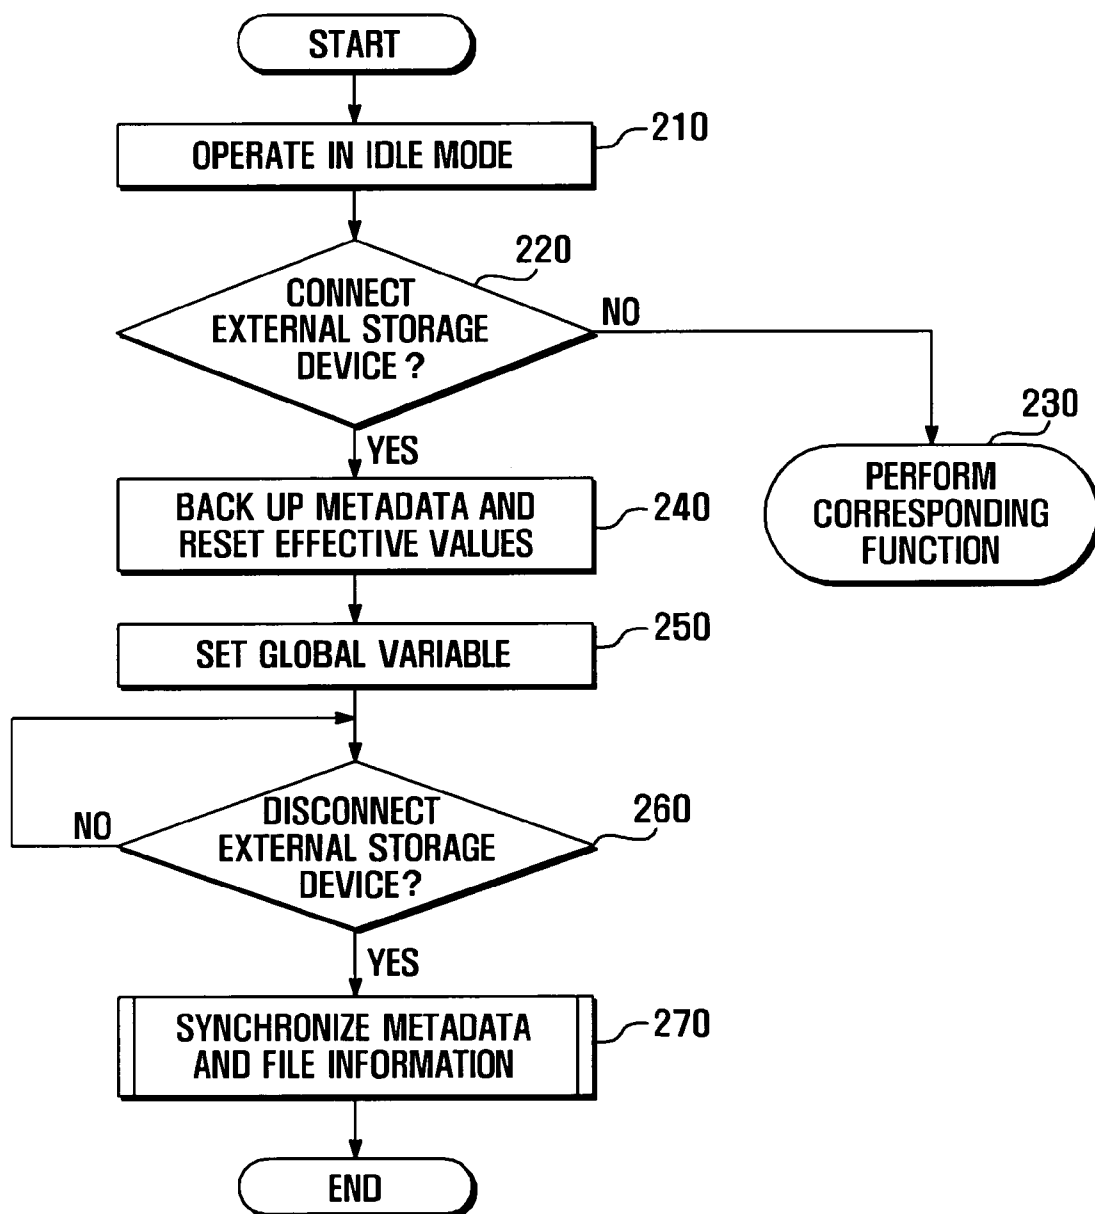 START
OPERATE IN IDLE MODE
210
220
CONNECT
EXTERNAL STORAGE
DEVICE ?
NO
YES
230
PERFORM
CORRESPONDING
FUNCTION
BACK UP METADATA AND
RESET EFFECTIVE VALUES
240
SET GLOBAL VARIABLE
250
DISCONNECT
EXTERNAL STORAGE
DEVICE?
260
NO
YES
SYNCHRONIZE METADATA
AND FILE INFORMATION
270
END